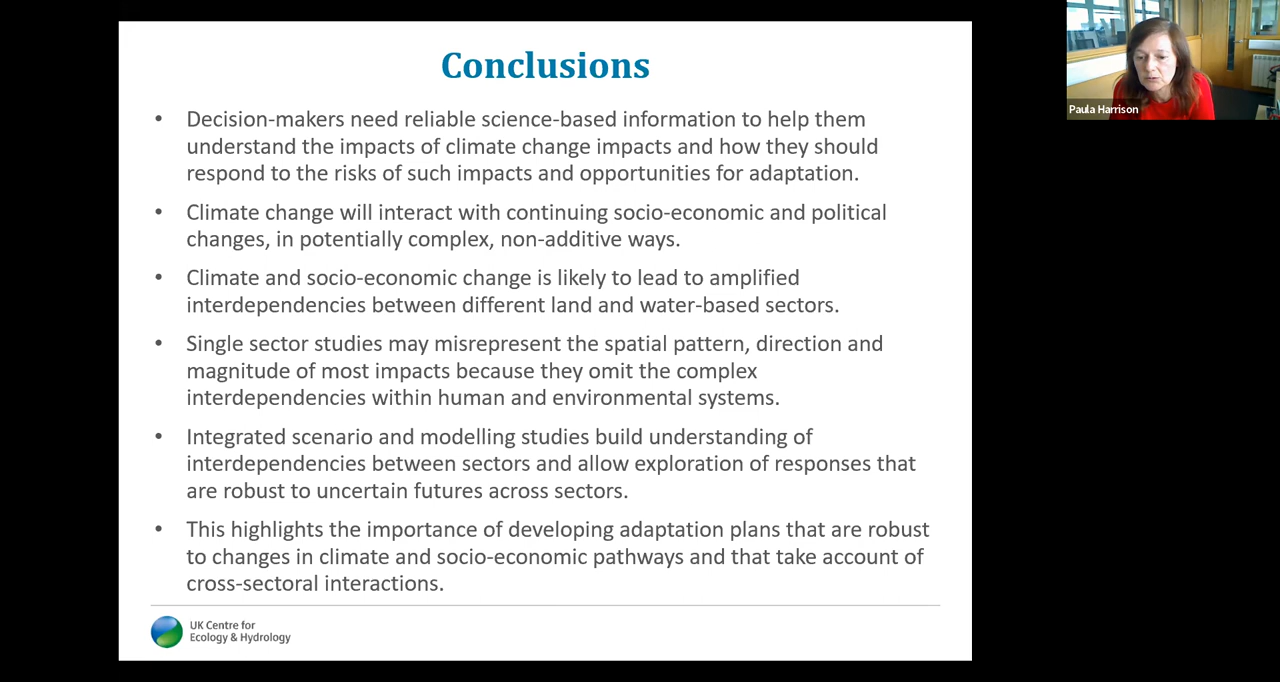 Conclusions
• Decision-makers need reliable science-based information to help them
understand the impacts of climate change impacts and how they should
respond to the risks of such impacts and opportunities for adaptation.
• Climate change will interact with continuing socio-economic and political
changes, in potentially complex, non-additive ways.
• Climate and socio-economic change is likely to lead to amplified
interdependencies between different land and water-based sectors.
• Single sector studies may misrepresent the spatial pattern, direction and
magnitude of most impacts because they omit the complex
interdependencies within human and environmental systems.
• Integrated scenario and modelling studies build understanding of
interdependencies between sectors and allow exploration of responses that
are robust to uncertain futures across sectors.
• This highlights the importance of developing adaptation plans that are robust
to changes in climate and socio-economic pathways and that take account of
cross-sectoral interactions.
UK Centre for
Ecology & Hydrology
Paula Harrison